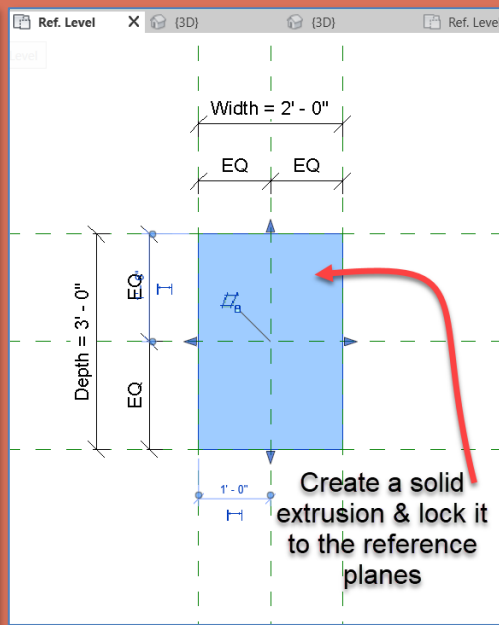 Ref. Level X {3D} {3D} Ref. Leve
Level
Width = 2' - 0"
EQ EQ
EQ
Depth = 3' - 0"
EQ
1' - 0"
Create a solid
extrusion & lock it
to the reference
planes